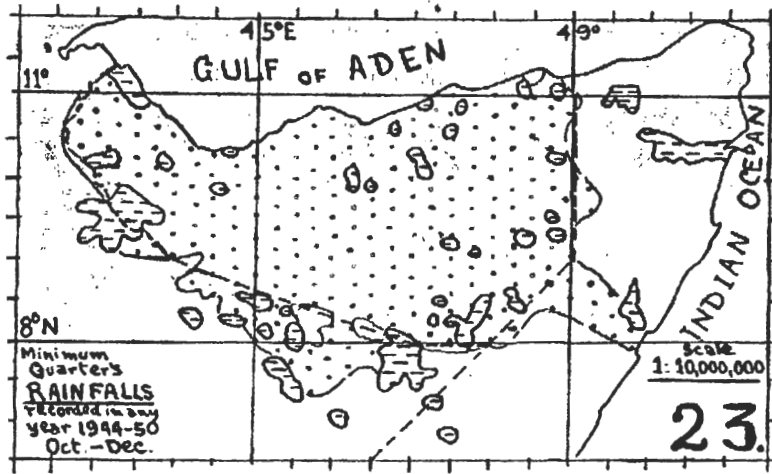 45°E
49°
GULF OF ADEN
11°
INDIAN OCEAN
8°N
Minimum
Quarter's
RAINFALLS
recorded in any
year 1944-50
Oct.-Dec.
Scale
1:10,000,000
23.